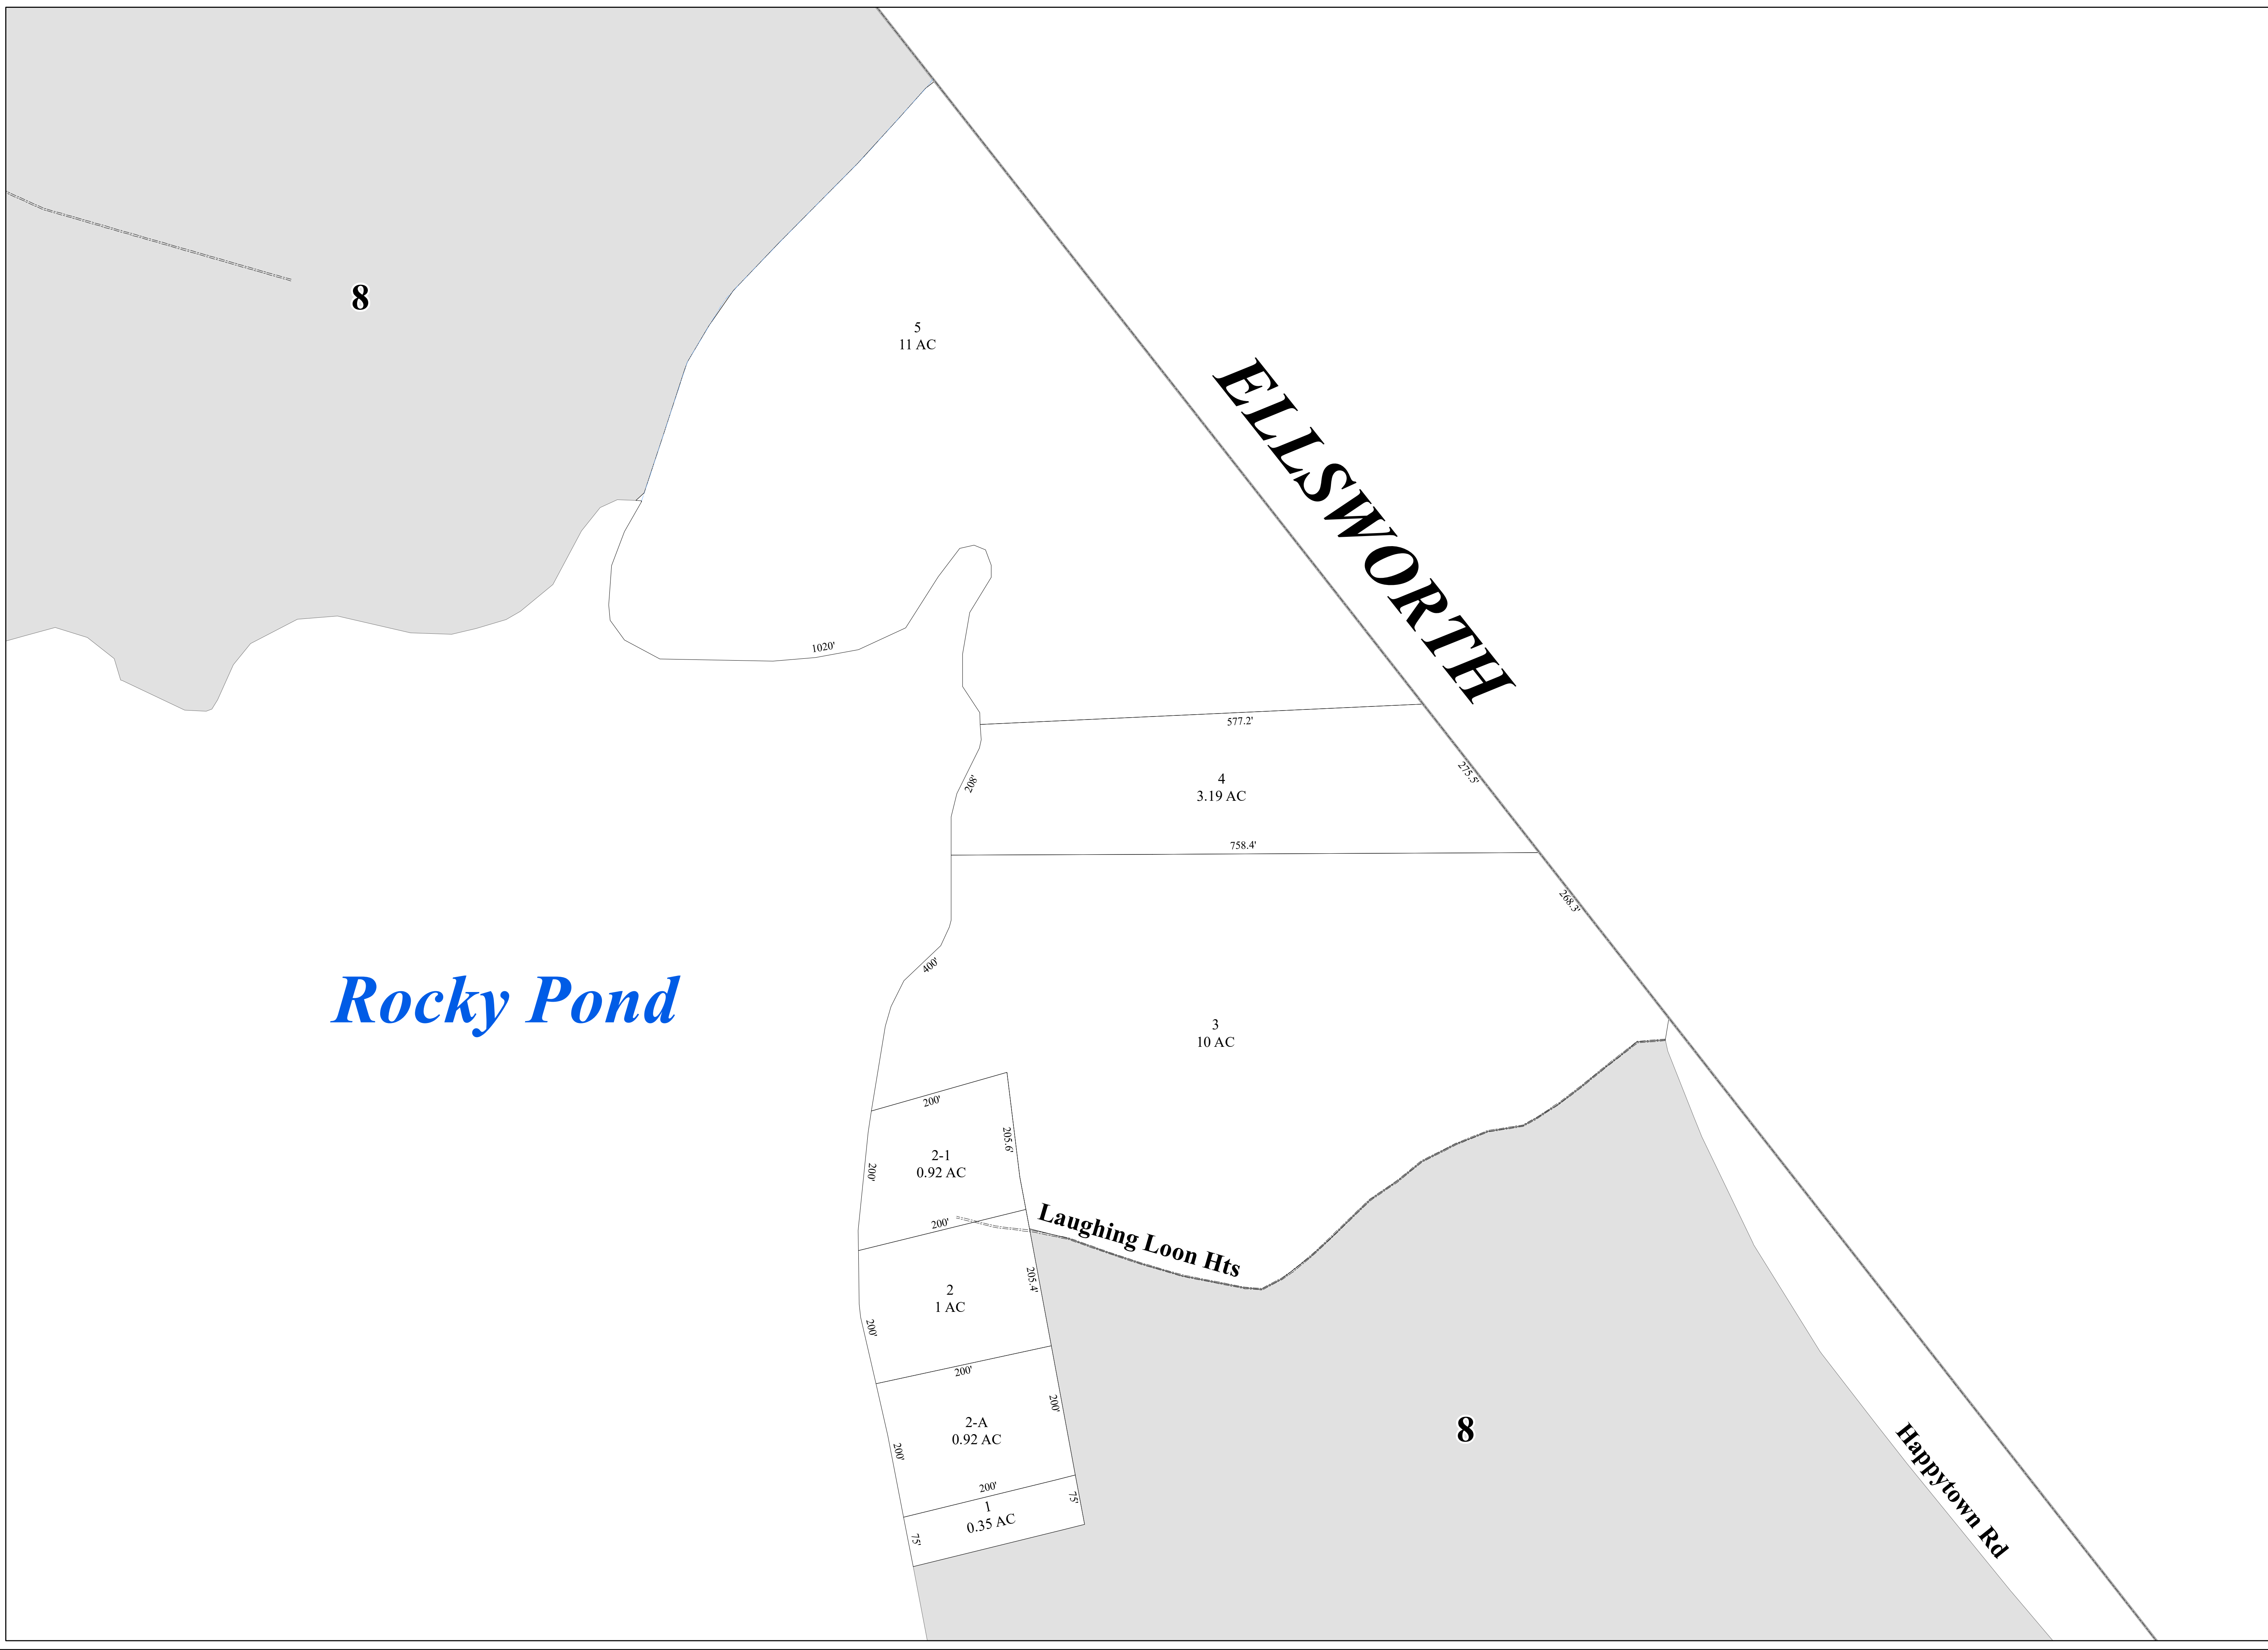 8
5
11 AC
ELLSWORTH
1020'
577.2'
275.5'
208'
4
3.19 AC
758.4'
268.3'
400'
Rocky Pond
3
10 AC
200'
205.6'
2-1
0.92 AC
200'
200'
Laughing Loon Hts
205.4'
2
1 AC
200'
200'
200'
2-A
0.92 AC
8
Happytown Rd
200'
200'
75'
1
0.35 AC
75'